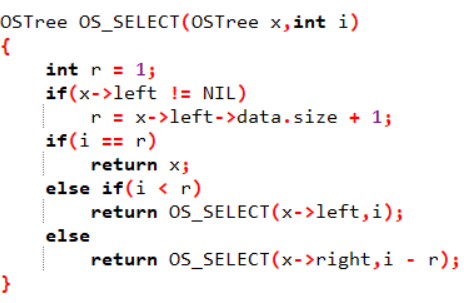 OSTree OS_SELECT(OSTree x,int i)
{
    int r = 1;
    if(x->left != NIL)
        r = x->left->data.size + 1;
    if(i == r)
        return x;
    else if(i < r)
        return OS_SELECT(x->left,i);
    else
        return OS_SELECT(x->right,i - r);
}